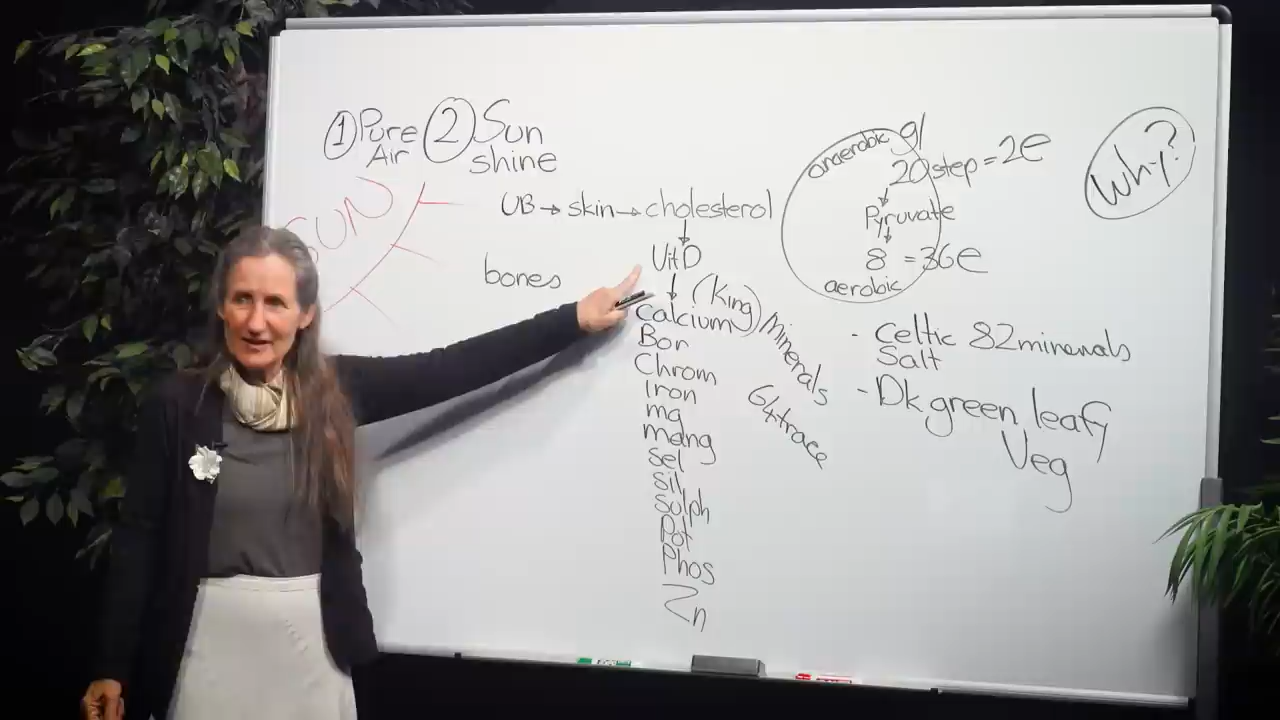 ① Pure Air
② Sun shine
SUN
UB → skin → cholesterol
↓
Vit D
↓
bones
Calcium (King)
Bor
Chrom
Iron
mg
mang
Sel
Sil
Sulph
Pot
Phos
Zn
minerals
64 trace
anaerobic gl
20 step = 2e
↓
Pyruvate
↓
8 = 36e
aerobic
Why?
- Celtic 82 minerals
Salt
- Dk green leafy
Veg